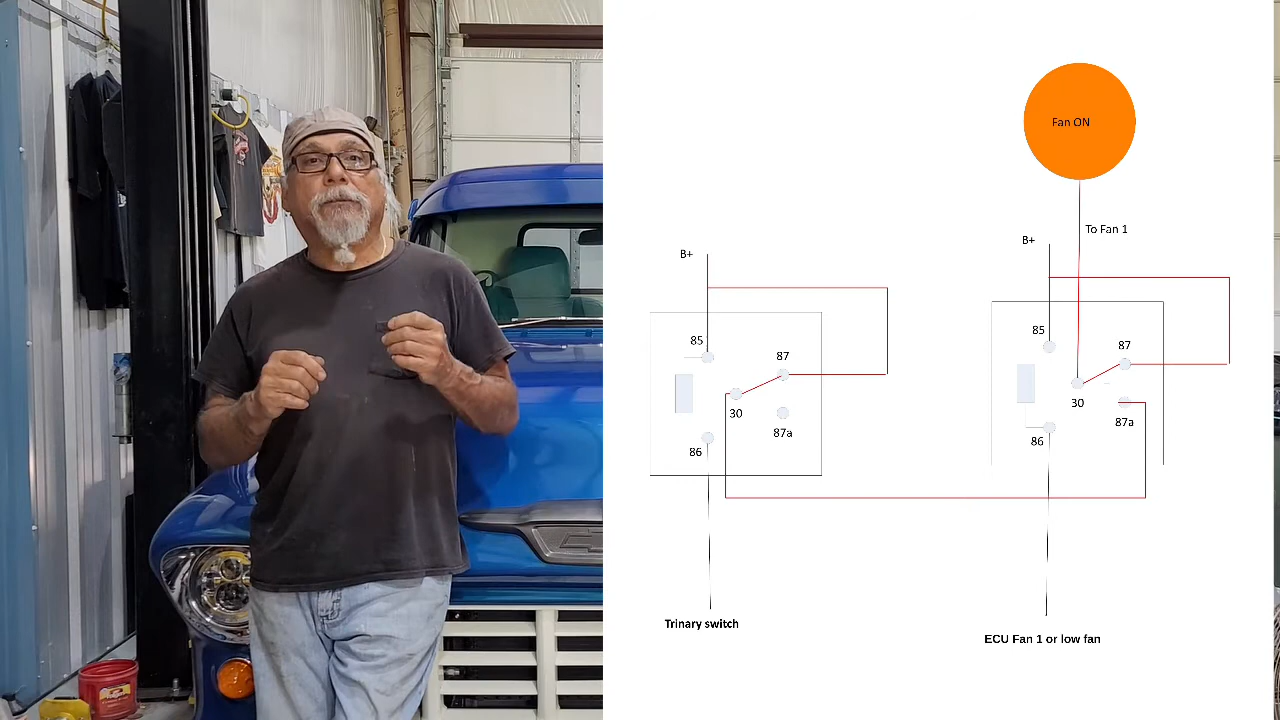 Fan ON
To Fan 1
B+
B+
85
87
30
87a
86
85
87
30
87a
86
Trinary switch
ECU Fan 1 or low fan